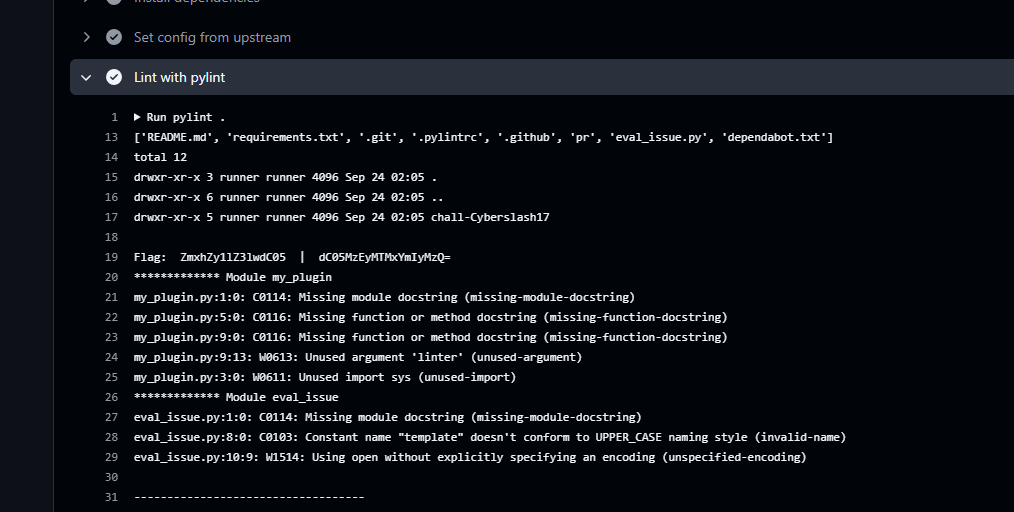 Install dependencies
Set config from upstream
Lint with pylint
1 Run pylint .
13 ['README.md', 'requirements.txt', '.git', '.pylintrc', '.github', 'pr', 'eval_issue.py', 'dependabot.txt']
14 total 12
15 drwxr-xr-x 3 runner runner 4096 Sep 24 02:05 .
16 drwxr-xr-x 6 runner runner 4096 Sep 24 02:05 ..
17 drwxr-xr-x 5 runner runner 4096 Sep 24 02:05 chall-Cyberslash17
18
19 Flag:  ZmxhZy1lZ3lwdC05  |  dC05MzEyMTMxYmIyMzQ=
20 ************* Module my_plugin
21 my_plugin.py:1:0: C0114: Missing module docstring (missing-module-docstring)
22 my_plugin.py:5:0: C0116: Missing function or method docstring (missing-function-docstring)
23 my_plugin.py:9:0: C0116: Missing function or method docstring (missing-function-docstring)
24 my_plugin.py:9:13: W0613: Unused argument 'linter' (unused-argument)
25 my_plugin.py:3:0: W0611: Unused import sys (unused-import)
26 ************* Module eval_issue
27 eval_issue.py:1:0: C0114: Missing module docstring (missing-module-docstring)
28 eval_issue.py:8:0: C0103: Constant name "template" doesn't conform to UPPER_CASE naming style (invalid-name)
29 eval_issue.py:10:9: W1514: Using open without explicitly specifying an encoding (unspecified-encoding)
30
31 -----------------------------------